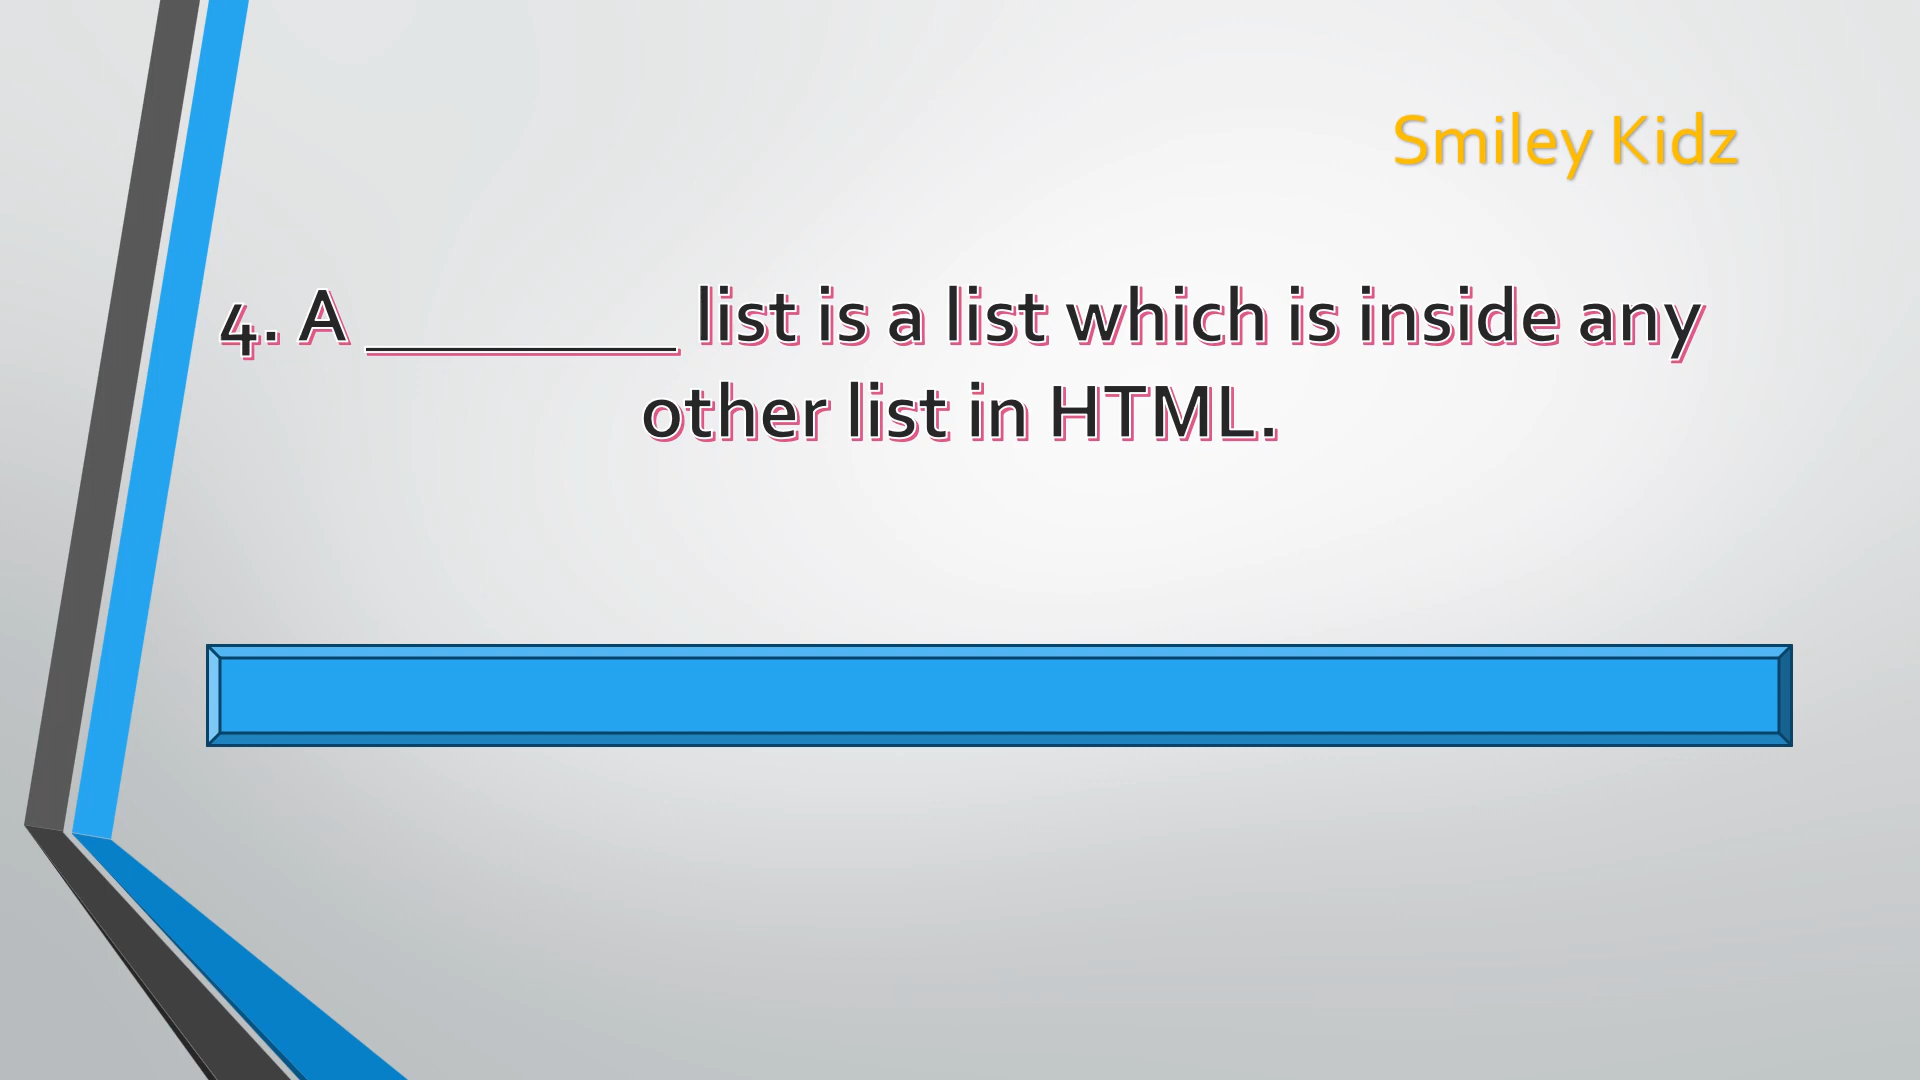 Smiley Kidz
4. A _________ list is a list which is inside any
other list in HTML.